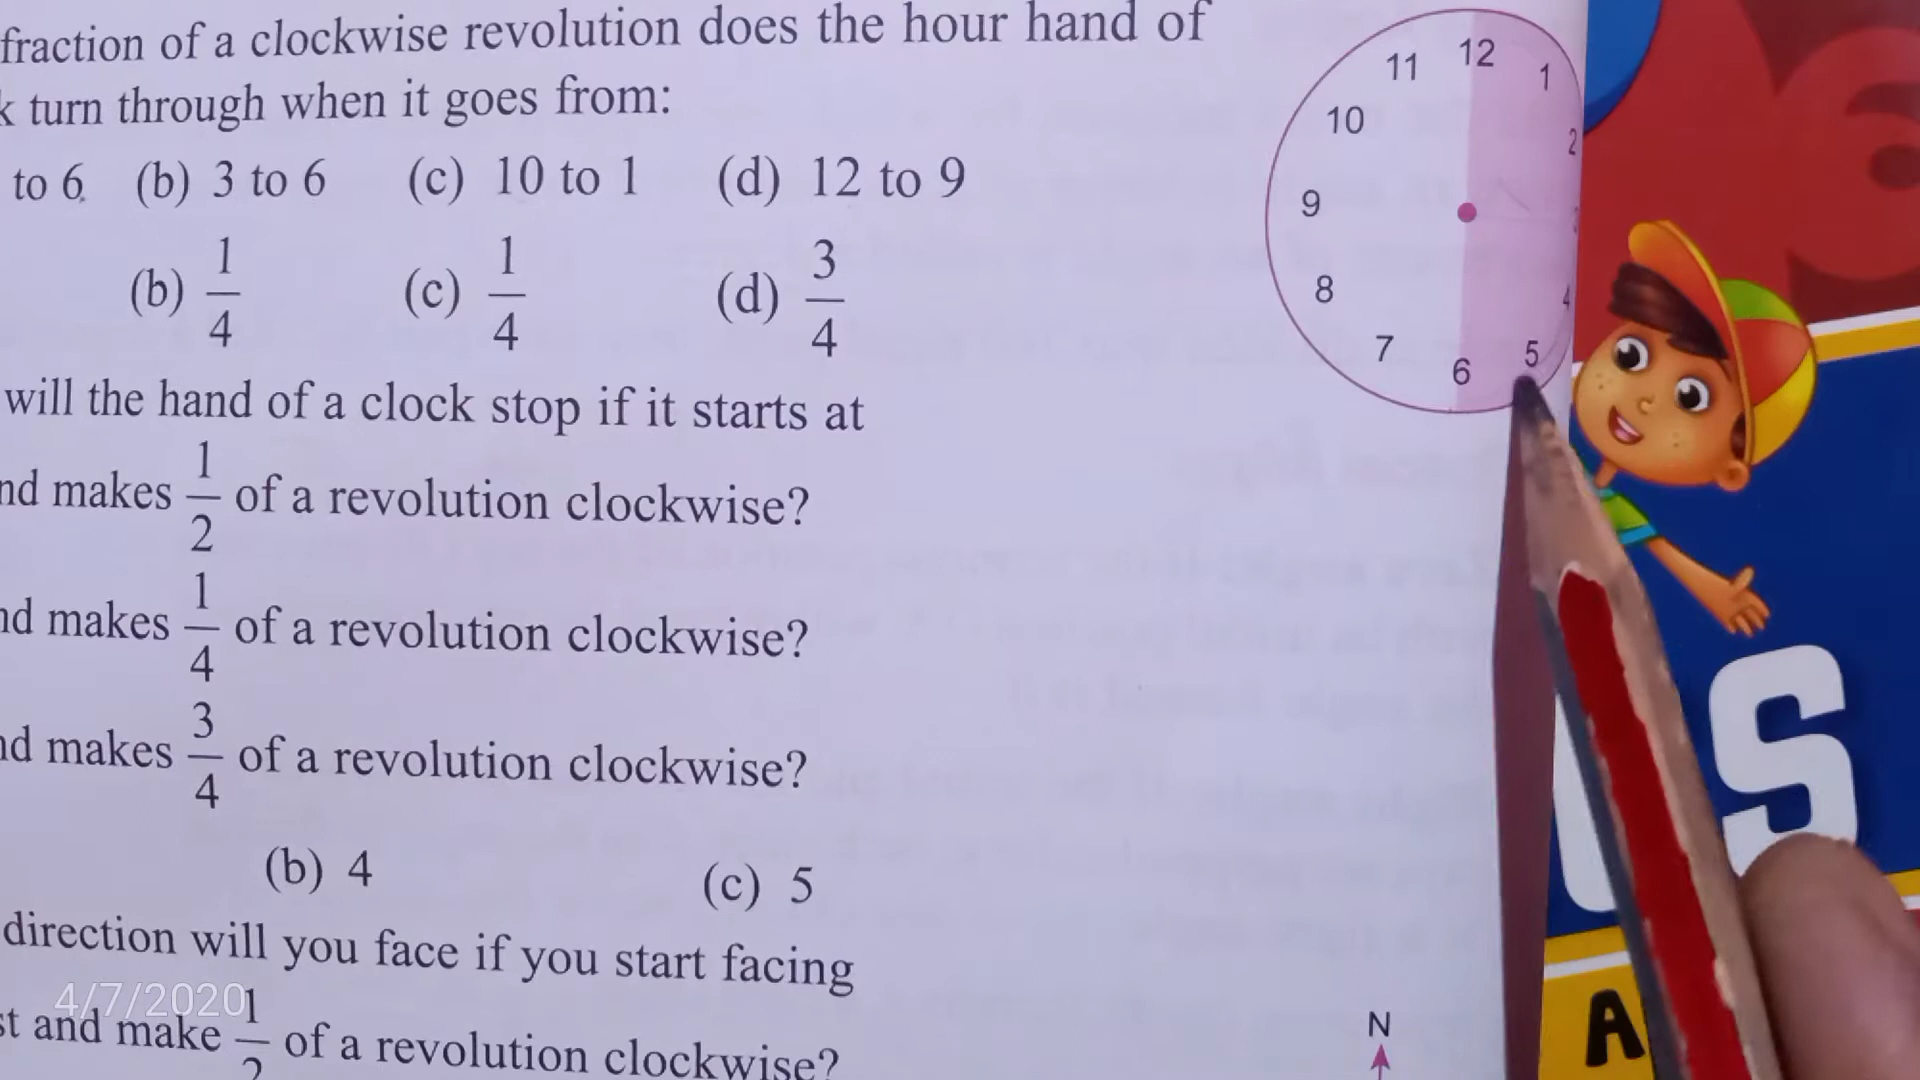 fraction of a clockwise revolution does the hour hand of
k turn through when it goes from:
to 6 (b) 3 to 6 (c) 10 to 1 (d) 12 to 9
(b) 1/4 (c) 1/4 (d) 3/4
will the hand of a clock stop if it starts at
nd makes 1/2 of a revolution clockwise?
nd makes 1/4 of a revolution clockwise?
nd makes 3/4 of a revolution clockwise?
(b) 4 (c) 5
direction will you face if you start facing
st and make 1/2 of a revolution clockwise?
4/7/2020
12
1
2
3
4
5
6
7
8
9
10
11
N
S
A